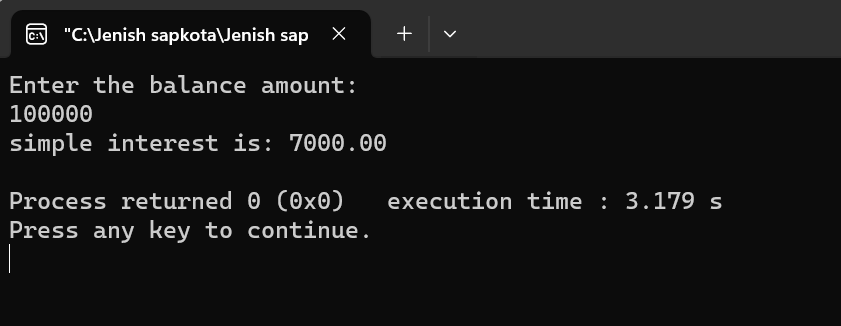 "C:\Jenish sapkota\Jenish sap
Enter the balance amount:
100000
simple interest is: 7000.00
Process returned 0 (0x0)   execution time : 3.179 s
Press any key to continue.